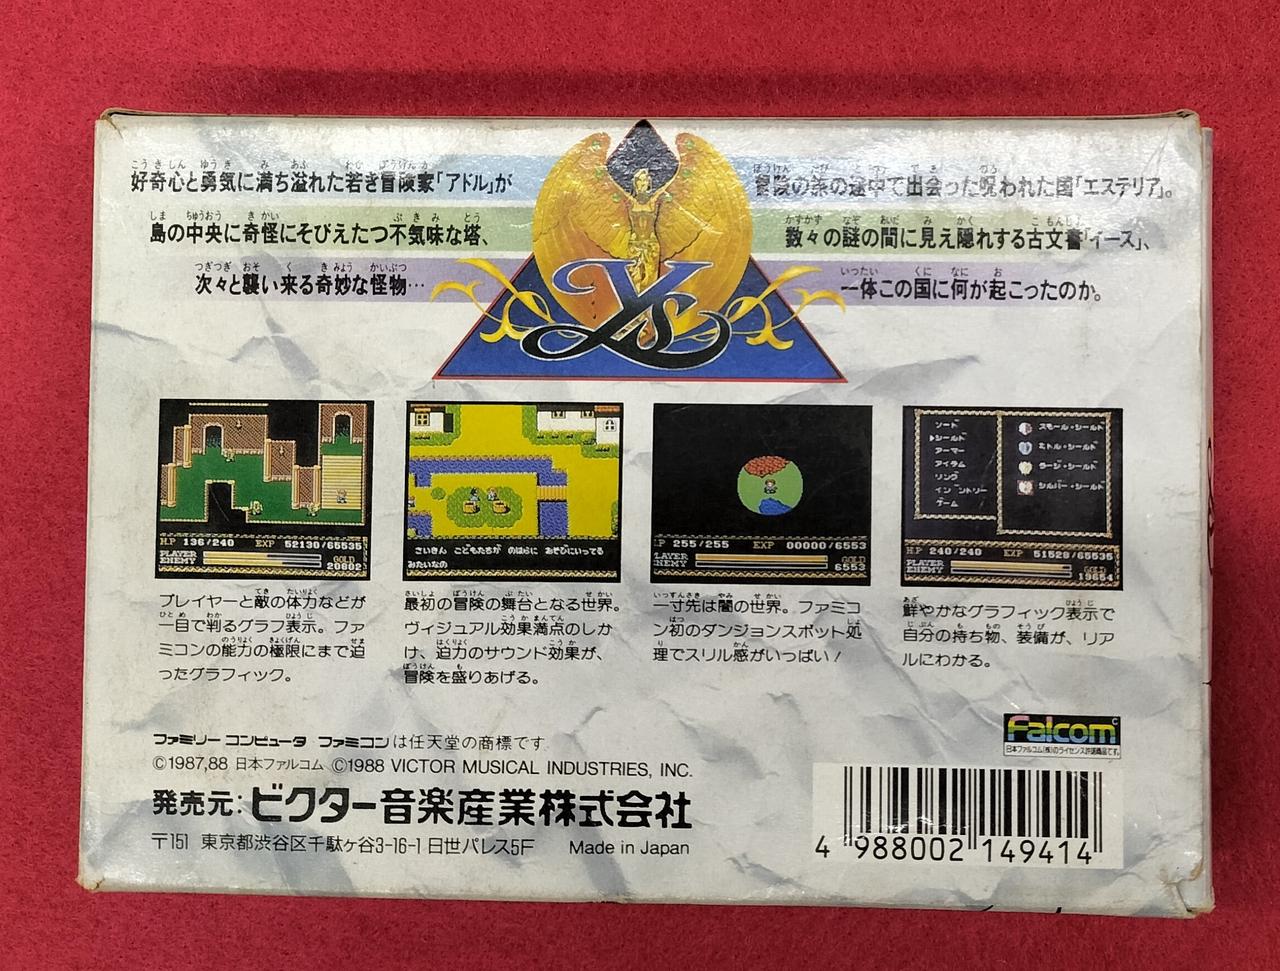 好奇心と勇気に満ち溢れた若き冒険家「アドル」が
島の中央に奇怪にそびえたつ不気味な塔、
次々と襲い来る奇妙な怪物…
冒険の旅の途中で出会った呪われた国「エステリア」。
数々の謎の間に見え隠れする古文書「イース」、
一体この国に何が起こったのか。
Ys
H.P 136/240 EXP 52130/65535
PLAYER GOLD
ENEMY 20602
さいきん こどもたちが のはらに あそびにいってる
みたいなの
.P 255/255 EXP 00000/6553
LAYER
ENEMY 6553
ソード
シールド
アーマー
アイテム
リング
インベントリー
ゲーム
スモール・シールド
ミドル・シールド
ラージ・シールド
シルバー・シールド
H.P 240/240 EXP 51520/65535
PLAYER GOLD
ENEMY 19654
プレイヤーと敵の体力などが
一目で判るグラフ表示。ファ
ミコンの能力の極限にまで迫
ったグラフィック。
最初の冒険の舞台となる世界。
ヴィジュアル効果満点のしか
け、迫力のサウンド効果が、
冒険を盛りあげる。
一寸先は闇の世界。ファミコ
ン初のダンジョンスポット処
理でスリル感がいっぱい!
鮮やかなグラフィック表示で
自分の持ち物、装備が、リア
ルにわかる。
Falcom
日本ファルコム(株)のライセンス許諾商品です。
ファミリーコンピュータ ファミコンは任天堂の商標です
©1987,88 日本ファルコム ©1988 VICTOR MUSICAL INDUSTRIES, INC.
発売元:ビクター音楽産業株式会社
〒151 東京都渋谷区千駄ヶ谷3-16-1 日世パレス5F Made in Japan
4 988002 149414